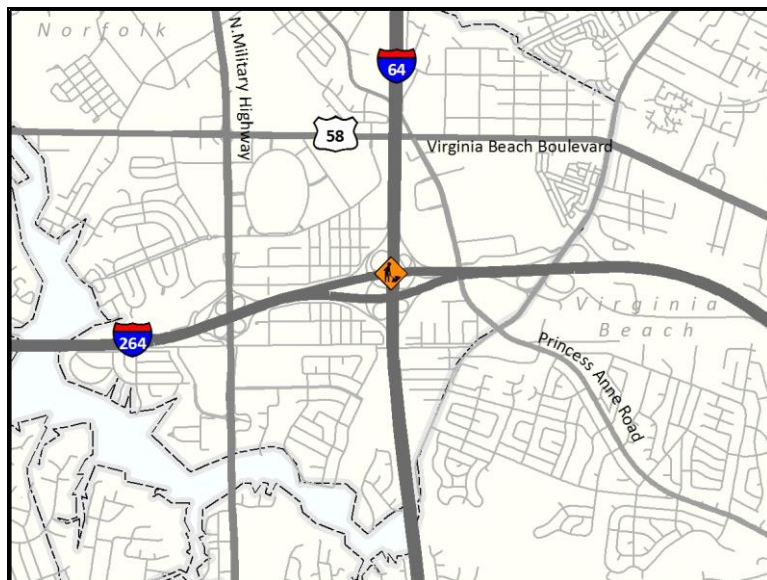 Norfolk
N.Military Highway
64
58
Virginia Beach Boulevard
264
Virginia
Beach
Princess Anne Road